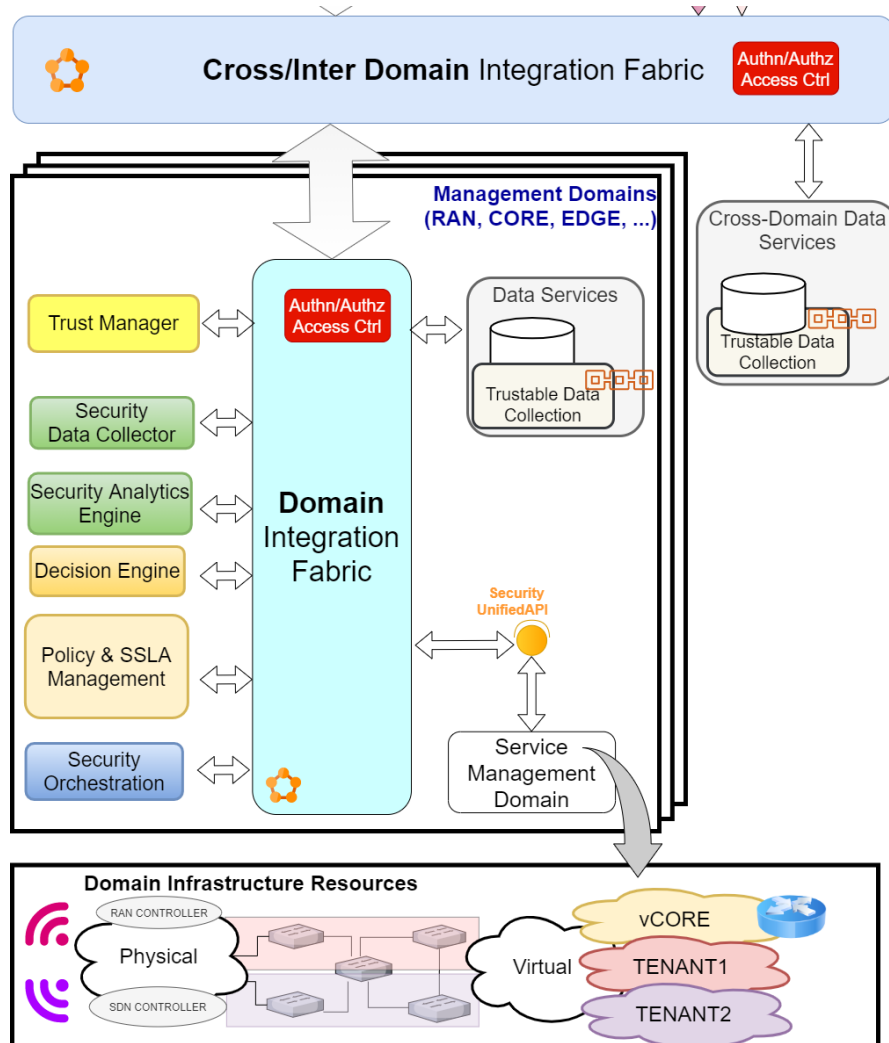 Cross/Inter Domain Integration Fabric
Authn/Authz
Access Ctrl
Management Domains
(RAN, CORE, EDGE, ...)
Cross-Domain Data
Services
Trustable Data
Collection
Authn/Authz
Access Ctrl
Data Services
Trustable Data
Collection
Trust Manager
Security
Data Collector
Security Analytics
Engine
Decision Engine
Policy & SSLA
Management
Security
Orchestration
Domain
Integration
Fabric
Security
UnifiedAPI
Service
Management
Domain
Domain Infrastructure Resources
RAN CONTROLLER
Physical
SDN CONTROLLER
Virtual
vCORE
TENANT1
TENANT2